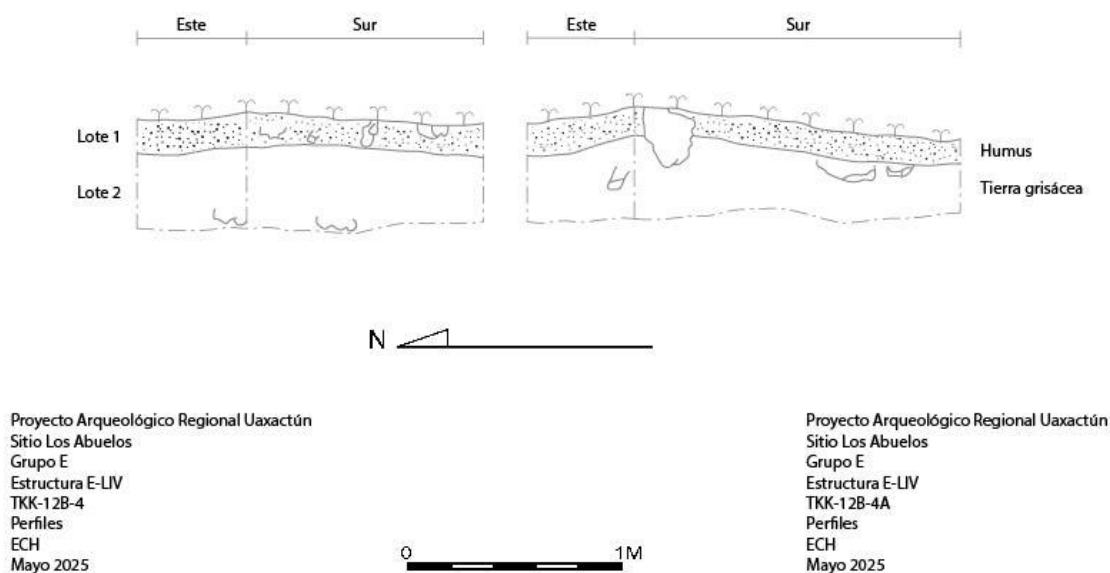 Este Sur Este Sur
Lote 1
Humus
Lote 2
Tierra grisácea
N
Proyecto Arqueológico Regional Uaxactún
Sitio Los Abuelos
Grupo E
Estructura E-LIV
TKK-12B-4
Perfiles
ECH
Mayo 2025
0 1M
Proyecto Arqueológico Regional Uaxactún
Sitio Los Abuelos
Grupo E
Estructura E-LIV
TKK-12B-4A
Perfiles
ECH
Mayo 2025